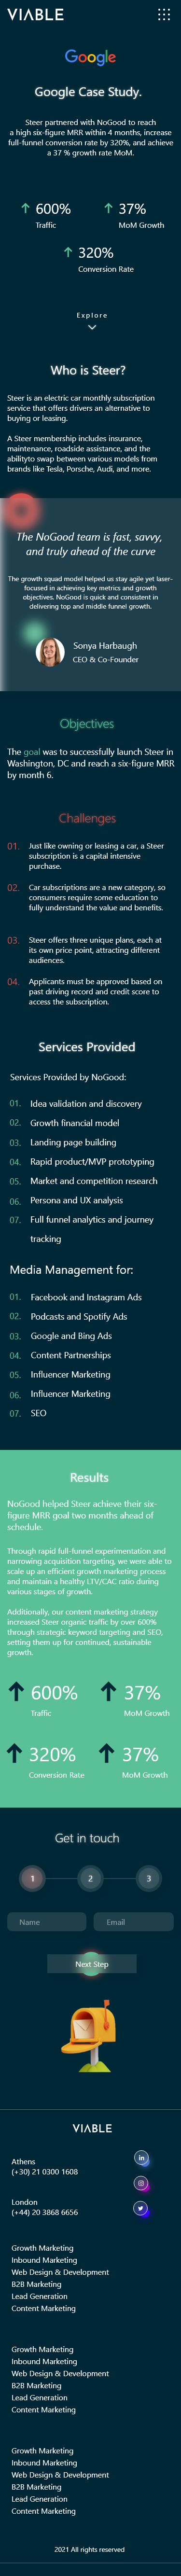 VIABLE
Google
Google Case Study.
Steer partnered with NoGood to reach
a high six-figure MRR within 4 months, increase
full-funnel conversion rate by 320%, and achieve
a 37 % growth rate MoM.
600%
Traffic
37%
MoM Growth
320%
Conversion Rate
Explore
Who is Steer?
Steer is an electric car monthly subscription
service that offers drivers an alternative to
buying or leasing.
A Steer membership includes insurance,
maintenance, roadside assistance, and the
abilityto swap between various models from
brands like Tesla, Porsche, Audi, and more.
The NoGood team is fast, savvy,
and truly ahead of the curve
The growth squad model helped us stay agile yet laser-
focused in achieving key metrics and growth
objectives. NoGood is quick and consistent in
delivering top and middle funnel growth.
Sonya Harbaugh
CEO & Co-Founder
Objectives
The goal was to successfully launch Steer in
Washington, DC and reach a six-figure MRR
by month 6.
Challenges
01. Just like owning or leasing a car, a Steer
subscription is a capital intensive
purchase.
02. Car subscriptions are a new category, so
consumers require some education to
fully understand the value and benefits.
03. Steer offers three unique plans, each at
its own price point, attracting different
audiences.
04. Applicants must be approved based on
past driving record and credit score to
access the subscription.
Services Provided
Services Provided by NoGood:
01. Idea validation and discovery
02. Growth financial model
03. Landing page building
04. Rapid product/MVP prototyping
05. Market and competition research
06. Persona and UX analysis
07. Full funnel analytics and journey
tracking
Media Management for:
01. Facebook and Instagram Ads
02. Podcasts and Spotify Ads
03. Google and Bing Ads
04. Content Partnerships
05. Influencer Marketing
06. Influencer Marketing
07. SEO
Results
NoGood helped Steer achieve their six-
figure MRR goal two months ahead of
schedule.
Through rapid full-funnel experimentation and
narrowing acquisition targeting, we were able to
scale up an efficient growth marketing process
and maintain a healthy LTV/CAC ratio during
various stages of growth.
Additionally, our content marketing strategy
increased Steer organic traffic by over 600%
through strategic keyword targeting and SEO,
setting them up for continued, sustainable
growth.
600%
Traffic
37%
MoM Growth
320%
Conversion Rate
37%
MoM Growth
Get in touch
1 2 3
Name Email
Next Step
VIABLE
Athens
(+30) 21 0300 1608
London
(+44) 20 3868 6656
Growth Marketing
Inbound Marketing
Web Design & Development
B2B Marketing
Lead Generation
Content Marketing
Growth Marketing
Inbound Marketing
Web Design & Development
B2B Marketing
Lead Generation
Content Marketing
Growth Marketing
Inbound Marketing
Web Design & Development
B2B Marketing
Lead Generation
Content Marketing
2021 All rights reserved